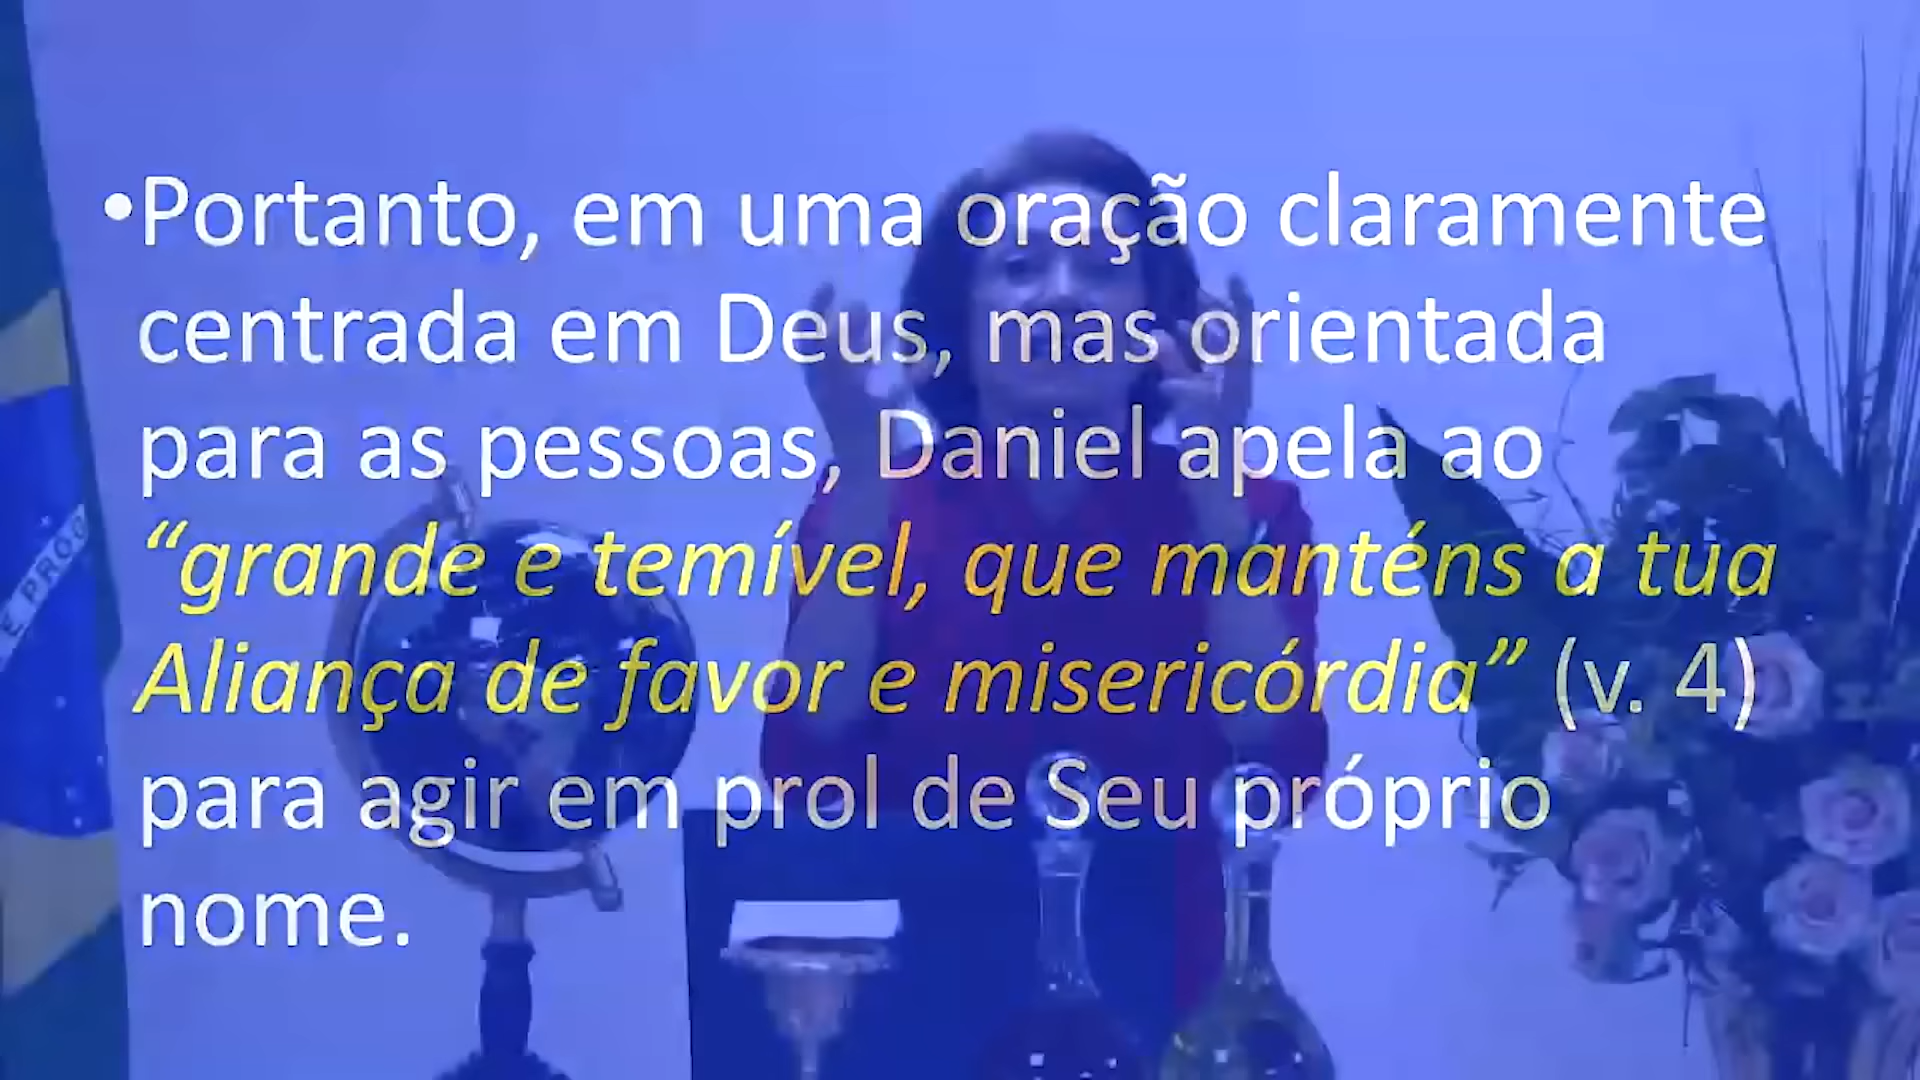 •Portanto, em uma oração claramente
centrada em Deus, mas orientada
para as pessoas, Daniel apela ao
“grande e temível, que manténs a tua
Aliança de favor e misericórdia” (v. 4)
para agir em prol de Seu próprio
nome.
E PRO